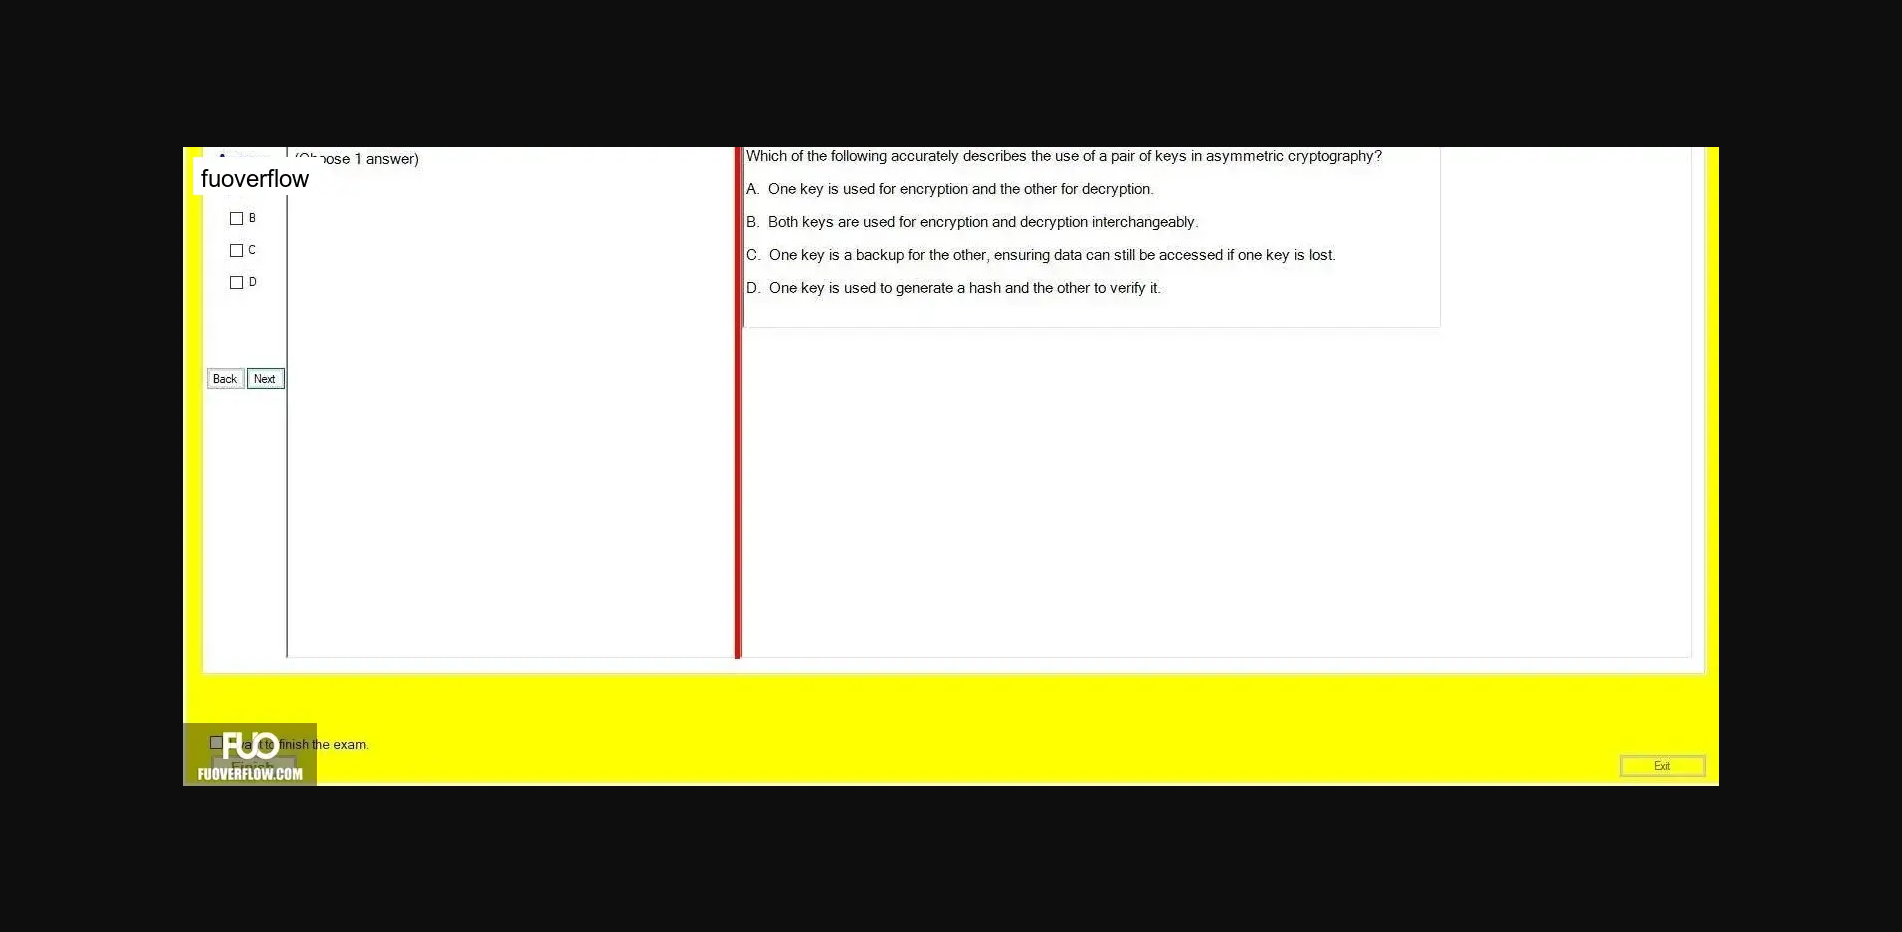 (Choose 1 answer)
fuoverflow
B
C
D
Back Next
Which of the following accurately describes the use of a pair of keys in asymmetric cryptography?
A. One key is used for encryption and the other for decryption.
B. Both keys are used for encryption and decryption interchangeably.
C. One key is a backup for the other, ensuring data can still be accessed if one key is lost.
D. One key is used to generate a hash and the other to verify it.
I want to finish the exam.
Finish
FUO
FUOVERFLOW.COM
Exit